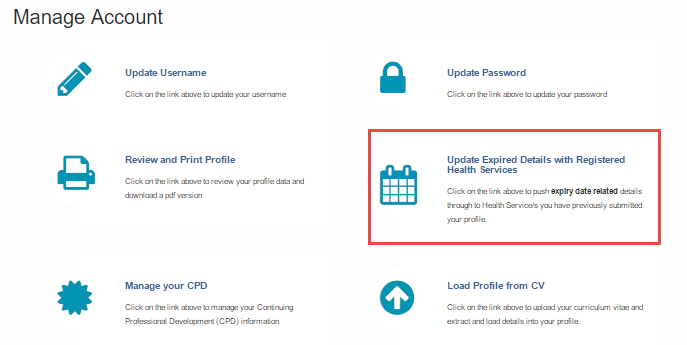 Manage Account
Update Username
Click on the link above to update your username
Update Password
Click on the link above to update your password
Review and Print Profile
Click on the link above to review your profile data and
download a pdf version
Update Expired Details with Registered
Health Services
Click on the link above to push expiry date related details
through to Health Service/s you have previously submitted
your profile.
Manage your CPD
Click on the link above to manage your Continuing
Professional Development (CPD) information
Load Profile from CV
Click on the link above to upload your curriculum vitae and
extract and load details into your profile.